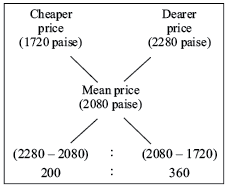 Cheaper Dearer
price price
(1720 paise) (2280 paise)
Mean price
(2080 paise)
(2280 – 2080) : (2080 – 1720)
200 : 360